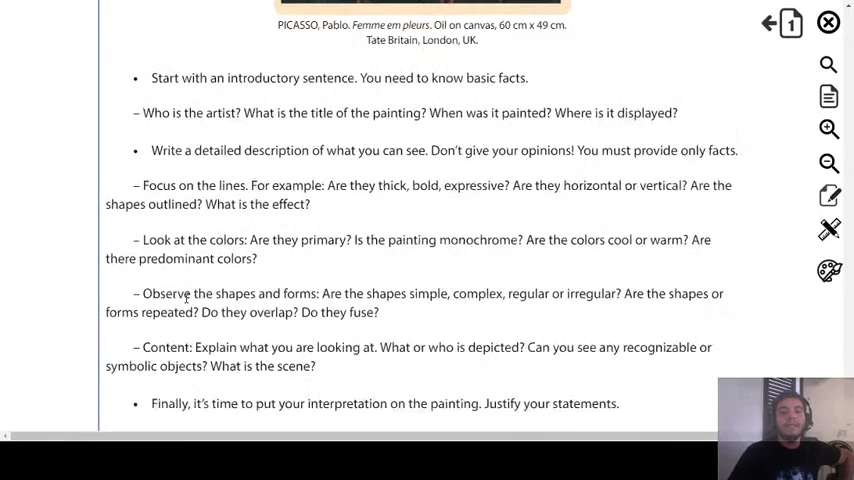 PICASSO, Pablo. Femme em pleurs. Oil on canvas, 60 cm x 49 cm.
Tate Britain, London, UK.
• Start with an introductory sentence. You need to know basic facts.
– Who is the artist? What is the title of the painting? When was it painted? Where is it displayed?
• Write a detailed description of what you can see. Don't give your opinions! You must provide only facts.
– Focus on the lines. For example: Are they thick, bold, expressive? Are they horizontal or vertical? Are the
shapes outlined? What is the effect?
– Look at the colors: Are they primary? Is the painting monochrome? Are the colors cool or warm? Are
there predominant colors?
– Observe the shapes and forms: Are the shapes simple, complex, regular or irregular? Are the shapes or
forms repeated? Do they overlap? Do they fuse?
– Content: Explain what you are looking at. What or who is depicted? Can you see any recognizable or
symbolic objects? What is the scene?
• Finally, it's time to put your interpretation on the painting. Justify your statements.
1